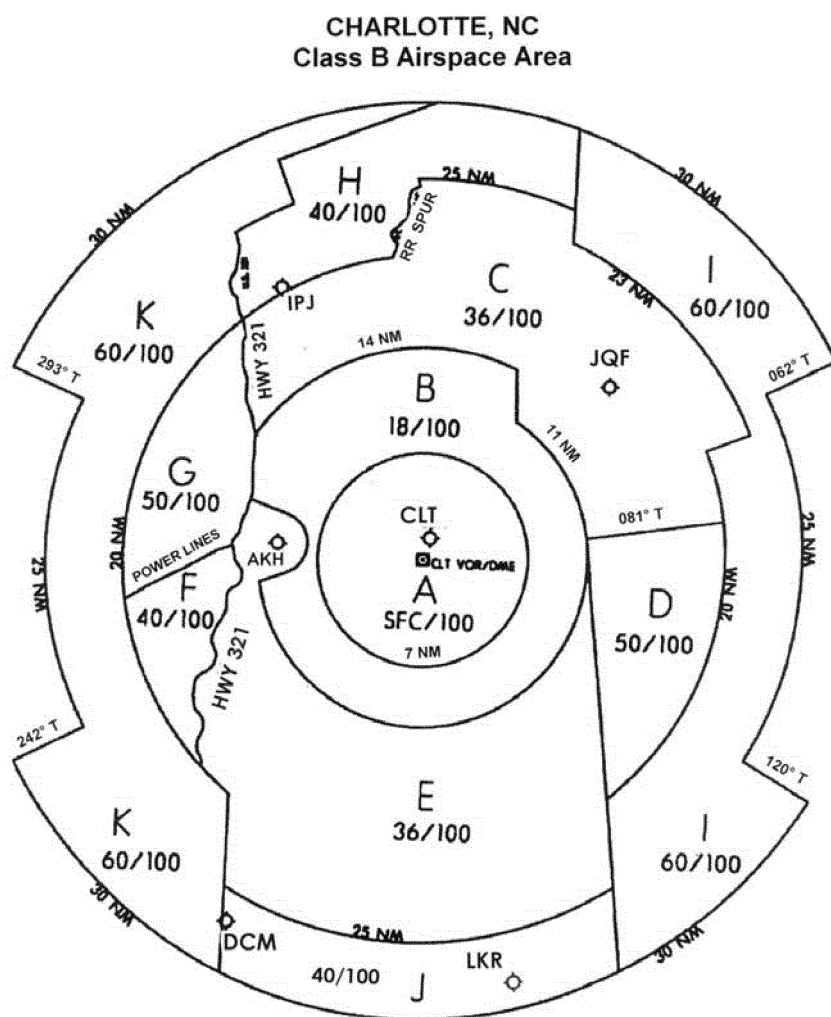 CHARLOTTE, NC
Class B Airspace Area
30 NM
H
40/100
25 NM
RR SPUR
30 NM
I
60/100
C
36/100
23 NM
IPJ
K
60/100
HWY 321
14 NM
JQF
293° T
062° T
B
18/100
11 NM
G
50/100
CLT
081° T
AKH
CLT VOR/DME
POWER LINES
20 NM
25 NM
25 NM
F
40/100
A
SFC/100
7 NM
D
50/100
20 NM
HWY 321
242° T
120° T
E
36/100
K
60/100
I
60/100
30 NM
DCM
25 NM
30 NM
40/100
J
LKR